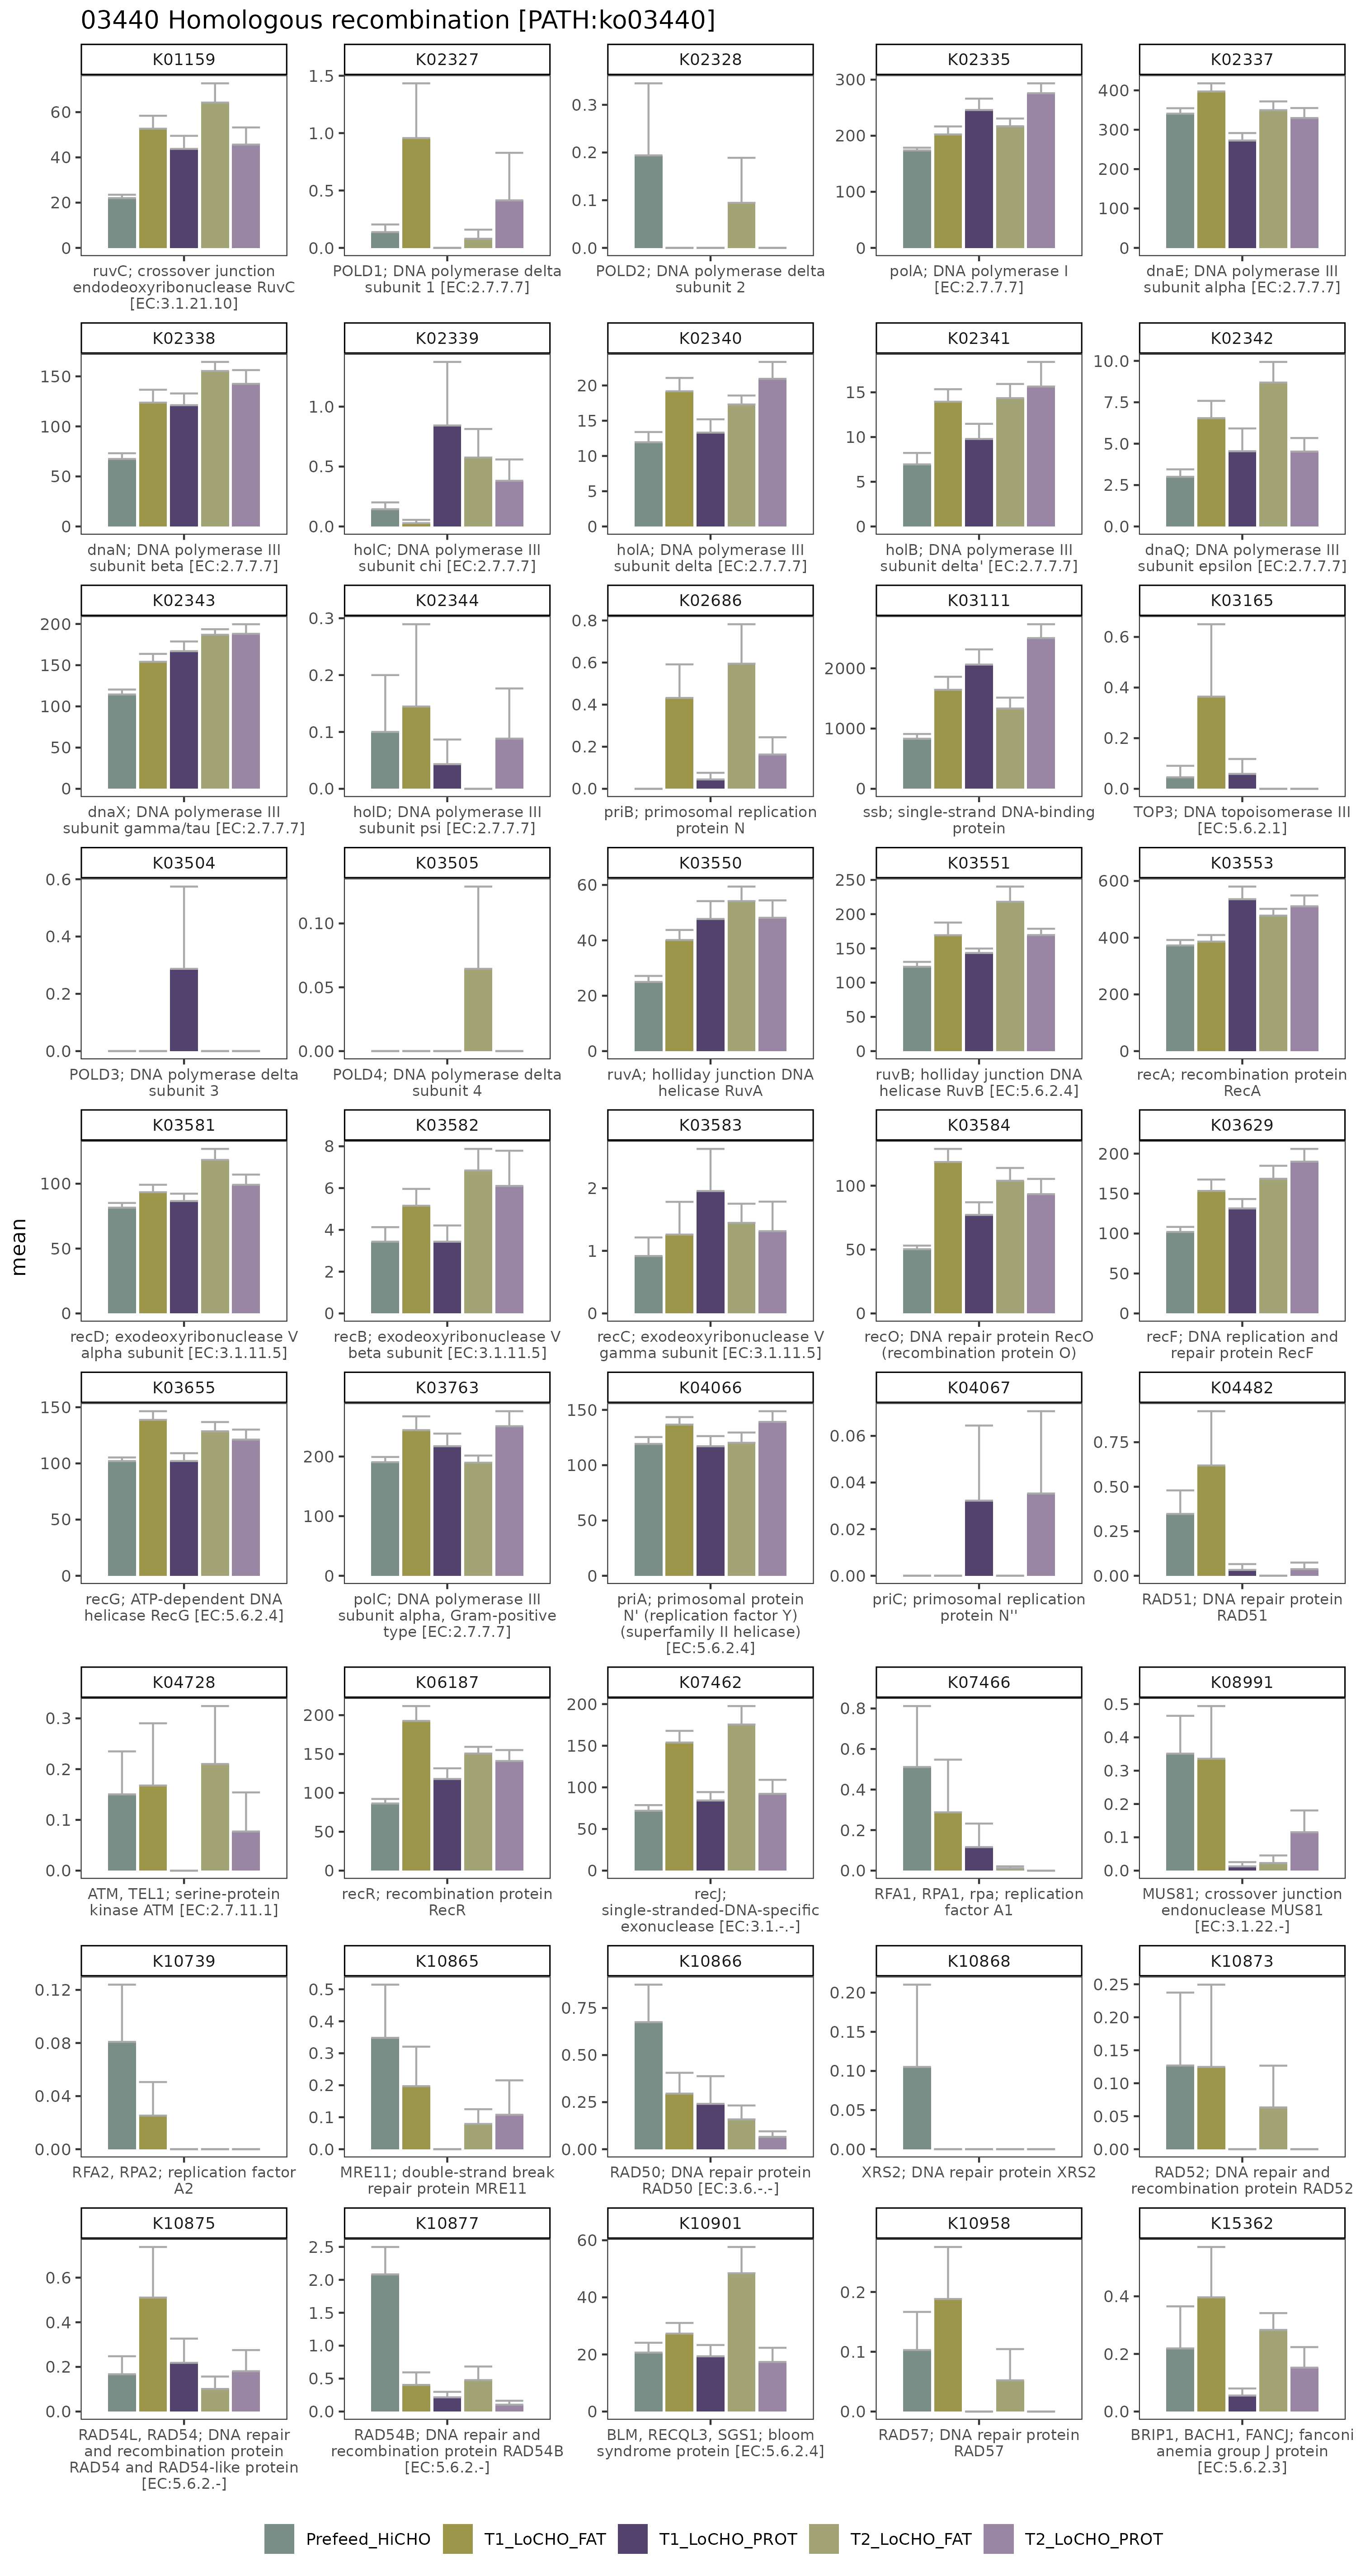 03440 Homologous recombination [PATH:ko03440]
K01159 K02327 K02328 K02335 K02337
60
40
20
0
1.5
1.0
0.5
0.0
0.3
0.2
0.1
0.0
300
200
100
0
400
300
200
100
0
ruvC; crossover junction
endodeoxyribonuclease RuvC
[EC:3.1.21.10]
POLD1; DNA polymerase delta
subunit 1 [EC:2.7.7.7]
POLD2; DNA polymerase delta
subunit 2
polA; DNA polymerase I
[EC:2.7.7.7]
dnaE; DNA polymerase III
subunit alpha [EC:2.7.7.7]
K02338 K02339 K02340 K02341 K02342
150
100
50
0
1.0
0.5
0.0
20
15
10
5
0
15
10
5
0
10.0
7.5
5.0
2.5
0.0
dnaN; DNA polymerase III
subunit beta [EC:2.7.7.7]
holC; DNA polymerase III
subunit chi [EC:2.7.7.7]
holA; DNA polymerase III
subunit delta [EC:2.7.7.7]
holB; DNA polymerase III
subunit delta' [EC:2.7.7.7]
dnaQ; DNA polymerase III
subunit epsilon [EC:2.7.7.7]
K02343 K02344 K02686 K03111 K03165
200
150
100
50
0
0.3
0.2
0.1
0.0
0.8
0.6
0.4
0.2
0.0
2000
1000
0
0.6
0.4
0.2
0.0
dnaX; DNA polymerase III
subunit gamma/tau [EC:2.7.7.7]
holD; DNA polymerase III
subunit psi [EC:2.7.7.7]
priB; primosomal replication
protein N
ssb; single-strand DNA-binding
protein
TOP3; DNA topoisomerase III
[EC:5.6.2.1]
K03504 K03505 K03550 K03551 K03553
0.6
0.4
0.2
0.0
0.10
0.05
0.00
60
40
20
0
250
200
150
100
50
0
600
400
200
0
POLD3; DNA polymerase delta
subunit 3
POLD4; DNA polymerase delta
subunit 4
ruvA; holliday junction DNA
helicase RuvA
ruvB; holliday junction DNA
helicase RuvB [EC:5.6.2.4]
recA; recombination protein
RecA
K03581 K03582 K03583 K03584 K03629
100
50
0
8
6
4
2
0
2
1
0
100
50
0
200
150
100
50
0
mean
recD; exodeoxyribonuclease V
alpha subunit [EC:3.1.11.5]
recB; exodeoxyribonuclease V
beta subunit [EC:3.1.11.5]
recC; exodeoxyribonuclease V
gamma subunit [EC:3.1.11.5]
recO; DNA repair protein RecO
(recombination protein O)
recF; DNA replication and
repair protein RecF
K03655 K03763 K04066 K04067 K04482
150
100
50
0
200
100
0
150
100
50
0
0.06
0.04
0.02
0.00
0.75
0.50
0.25
0.00
recG; ATP-dependent DNA
helicase RecG [EC:5.6.2.4]
polC; DNA polymerase III
subunit alpha, Gram-positive
type [EC:2.7.7.7]
priA; primosomal protein
N' (replication factor Y)
(superfamily II helicase)
[EC:5.6.2.4]
priC; primosomal replication
protein N''
RAD51; DNA repair protein
RAD51
K04728 K06187 K07462 K07466 K08991
0.3
0.2
0.1
0.0
200
150
100
50
0
200
150
100
50
0
0.8
0.6
0.4
0.2
0.0
0.5
0.4
0.3
0.2
0.1
0.0
ATM, TEL1; serine-protein
kinase ATM [EC:2.7.11.1]
recR; recombination protein
RecR
recJ;
single-stranded-DNA-specific
exonuclease [EC:3.1.-.-]
RFA1, RPA1, rpa; replication
factor A1
MUS81; crossover junction
endonuclease MUS81
[EC:3.1.22.-]
K10739 K10865 K10866 K10868 K10873
0.12
0.08
0.04
0.00
0.5
0.4
0.3
0.2
0.1
0.0
0.75
0.50
0.25
0.00
0.20
0.15
0.10
0.05
0.00
0.25
0.20
0.15
0.10
0.05
0.00
RFA2, RPA2; replication factor
A2
MRE11; double-strand break
repair protein MRE11
RAD50; DNA repair protein
RAD50 [EC:3.6.-.-]
XRS2; DNA repair protein XRS2
RAD52; DNA repair and
recombination protein RAD52
K10875 K10877 K10901 K10958 K15362
0.6
0.4
0.2
0.0
2.5
2.0
1.5
1.0
0.5
0.0
60
40
20
0
0.2
0.1
0.0
0.4
0.2
0.0
RAD54L, RAD54; DNA repair
and recombination protein
RAD54 and RAD54-like protein
[EC:5.6.2.-]
RAD54B; DNA repair and
recombination protein RAD54B
[EC:5.6.2.-]
BLM, RECQL3, SGS1; bloom
syndrome protein [EC:5.6.2.4]
RAD57; DNA repair protein
RAD57
BRIP1, BACH1, FANCJ; fanconi
anemia group J protein
[EC:5.6.2.3]
Prefeed_HiCHO T1_LoCHO_FAT T1_LoCHO_PROT T2_LoCHO_FAT T2_LoCHO_PROT